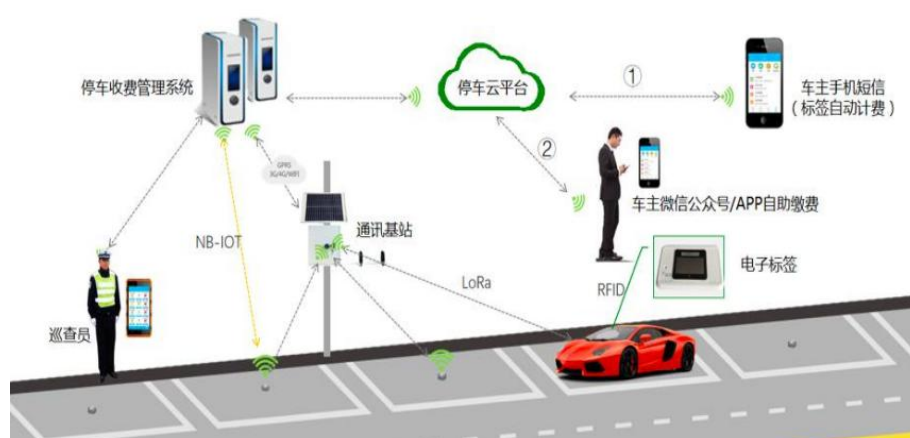 停车收费管理系统
停车云平台
①
车主手机短信
（标签自动计费）
②
GPRS
3G/4G/WIFI
车主微信公众号/APP自助缴费
通讯基站
NB-IOT
电子标签
LoRa
RFID
巡查员